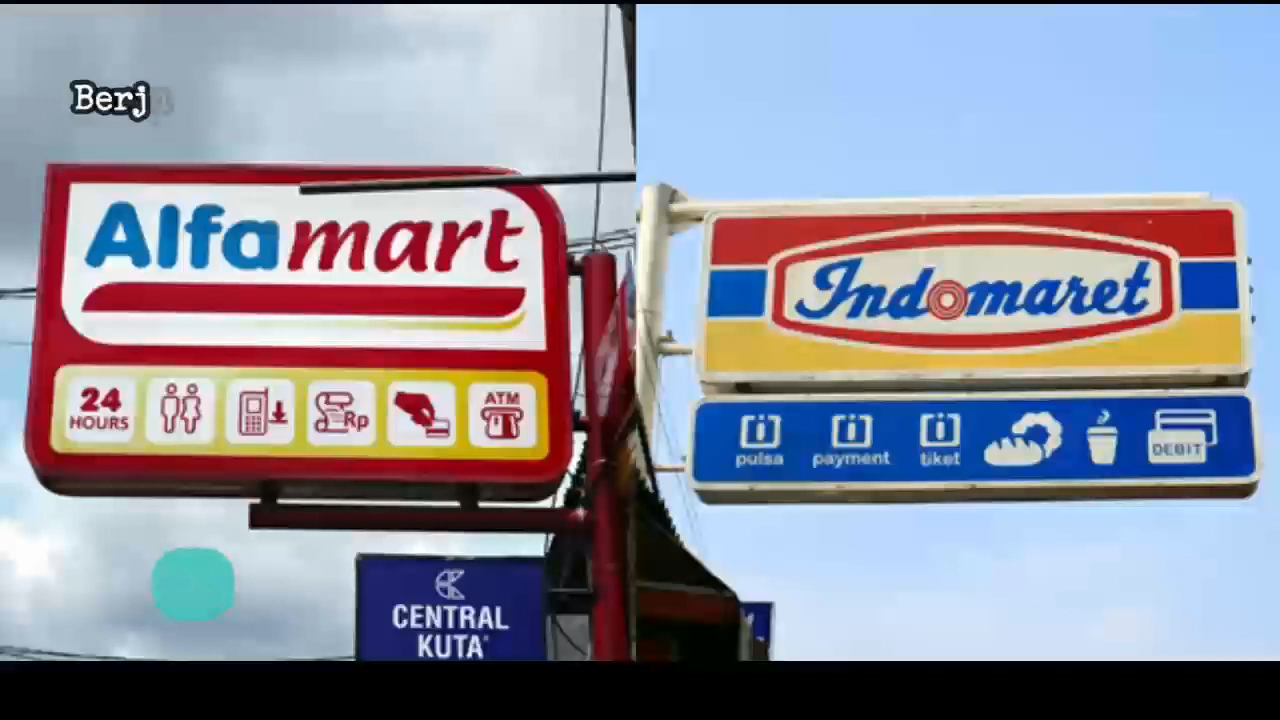 Berj
Alfamart
24
HOURS
Rp
ATM
CENTRAL
KUTA
Indomaret
pulsa
payment
tiket
DEBIT